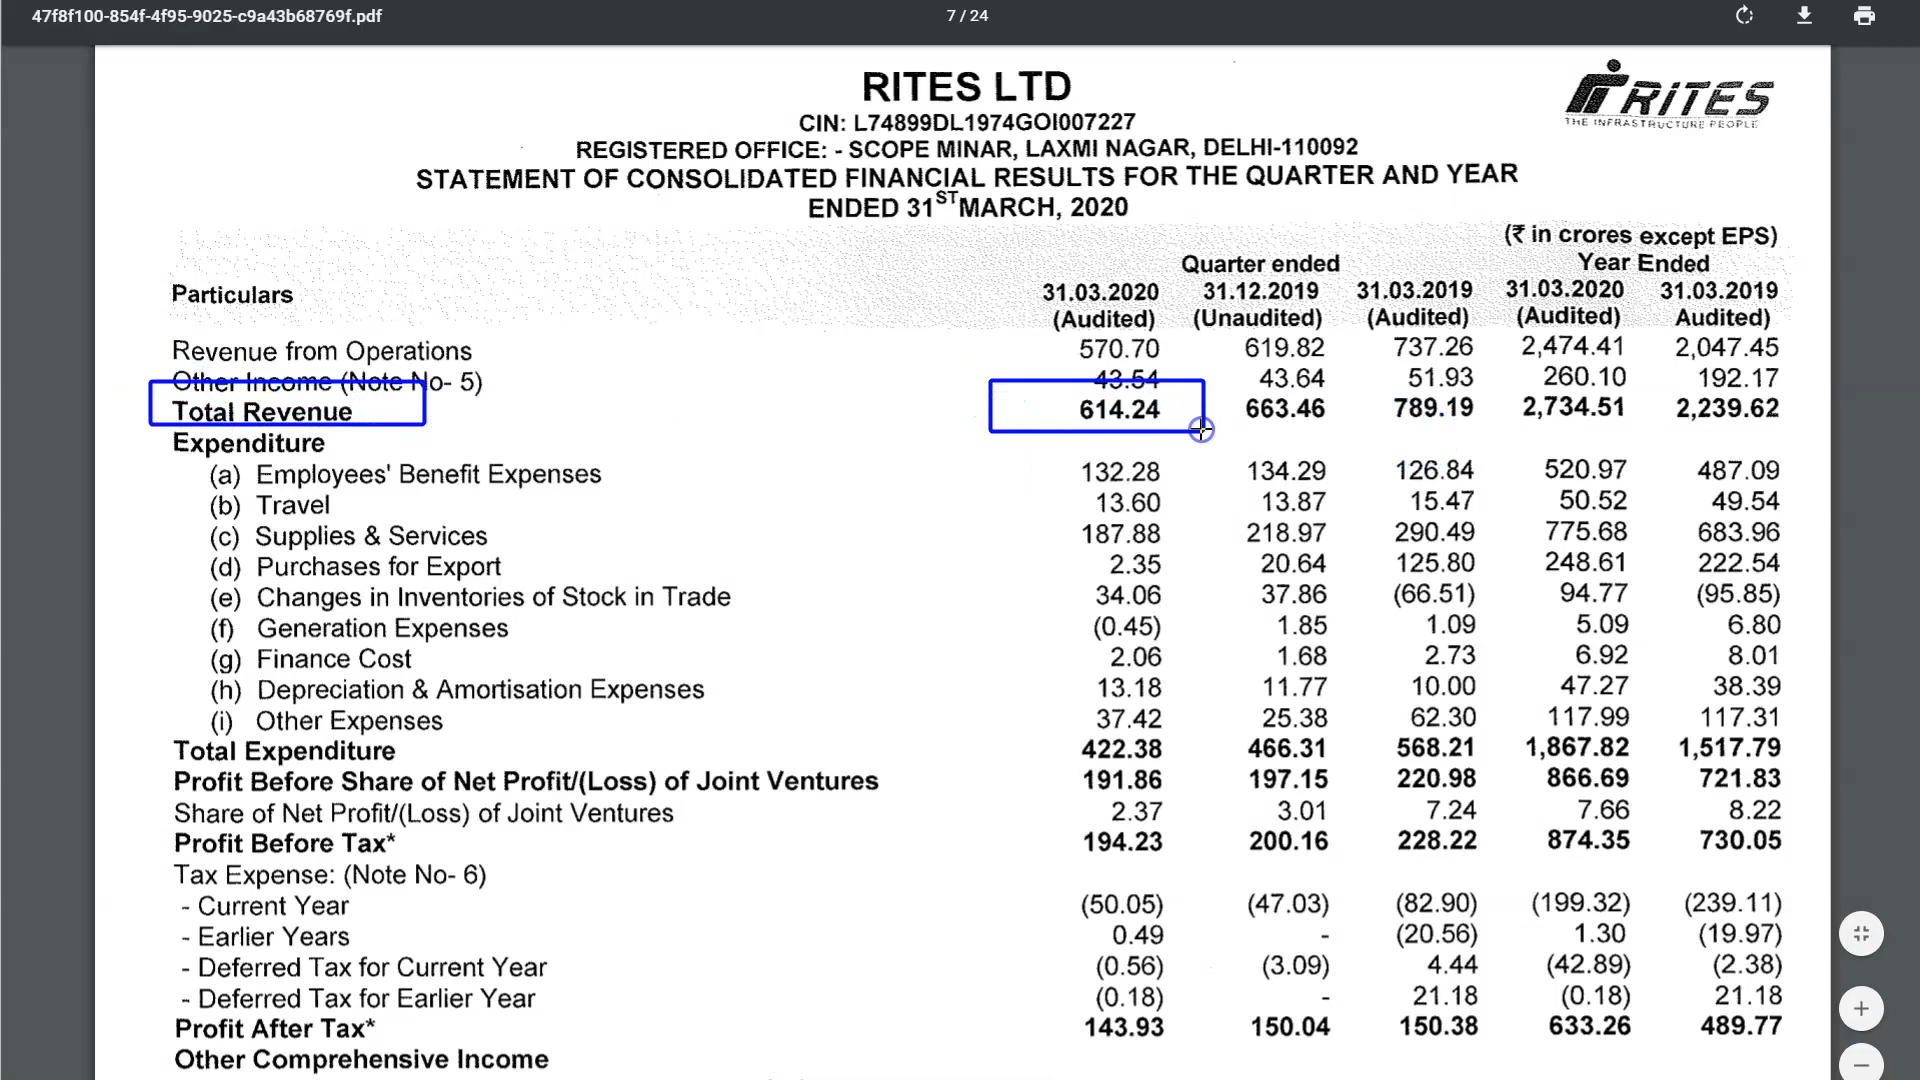 47f8f100-854f-4f95-9025-c9a43b68769f.pdf 7 / 24
RITES LTD
RITES
THE INFRASTRUCTURE PEOPLE
CIN: L74899DL1974GOI007227
REGISTERED OFFICE: - SCOPE MINAR, LAXMI NAGAR, DELHI-110092
STATEMENT OF CONSOLIDATED FINANCIAL RESULTS FOR THE QUARTER AND YEAR
ENDED 31ST MARCH, 2020
(₹ in crores except EPS)
Quarter ended Year Ended
Particulars 31.03.2020 31.12.2019 31.03.2019 31.03.2020 31.03.2019
(Audited) (Unaudited) (Audited) (Audited) Audited)
Revenue from Operations 570.70 619.82 737.26 2,474.41 2,047.45
Other Income (Note No- 5) 43.54 43.64 51.93 260.10 192.17
Total Revenue 614.24 663.46 789.19 2,734.51 2,239.62
Expenditure
(a) Employees' Benefit Expenses 132.28 134.29 126.84 520.97 487.09
(b) Travel 13.60 13.87 15.47 50.52 49.54
(c) Supplies & Services 187.88 218.97 290.49 775.68 683.96
(d) Purchases for Export 2.35 20.64 125.80 248.61 222.54
(e) Changes in Inventories of Stock in Trade 34.06 37.86 (66.51) 94.77 (95.85)
(f) Generation Expenses (0.45) 1.85 1.09 5.09 6.80
(g) Finance Cost 2.06 1.68 2.73 6.92 8.01
(h) Depreciation & Amortisation Expenses 13.18 11.77 10.00 47.27 38.39
(i) Other Expenses 37.42 25.38 62.30 117.99 117.31
Total Expenditure 422.38 466.31 568.21 1,867.82 1,517.79
Profit Before Share of Net Profit/(Loss) of Joint Ventures 191.86 197.15 220.98 866.69 721.83
Share of Net Profit/(Loss) of Joint Ventures 2.37 3.01 7.24 7.66 8.22
Profit Before Tax* 194.23 200.16 228.22 874.35 730.05
Tax Expense: (Note No- 6)
- Current Year (50.05) (47.03) (82.90) (199.32) (239.11)
- Earlier Years 0.49 - (20.56) 1.30 (19.97)
- Deferred Tax for Current Year (0.56) (3.09) 4.44 (42.89) (2.38)
- Deferred Tax for Earlier Year (0.18) - 21.18 (0.18) 21.18
Profit After Tax* 143.93 150.04 150.38 633.26 489.77
Other Comprehensive Income